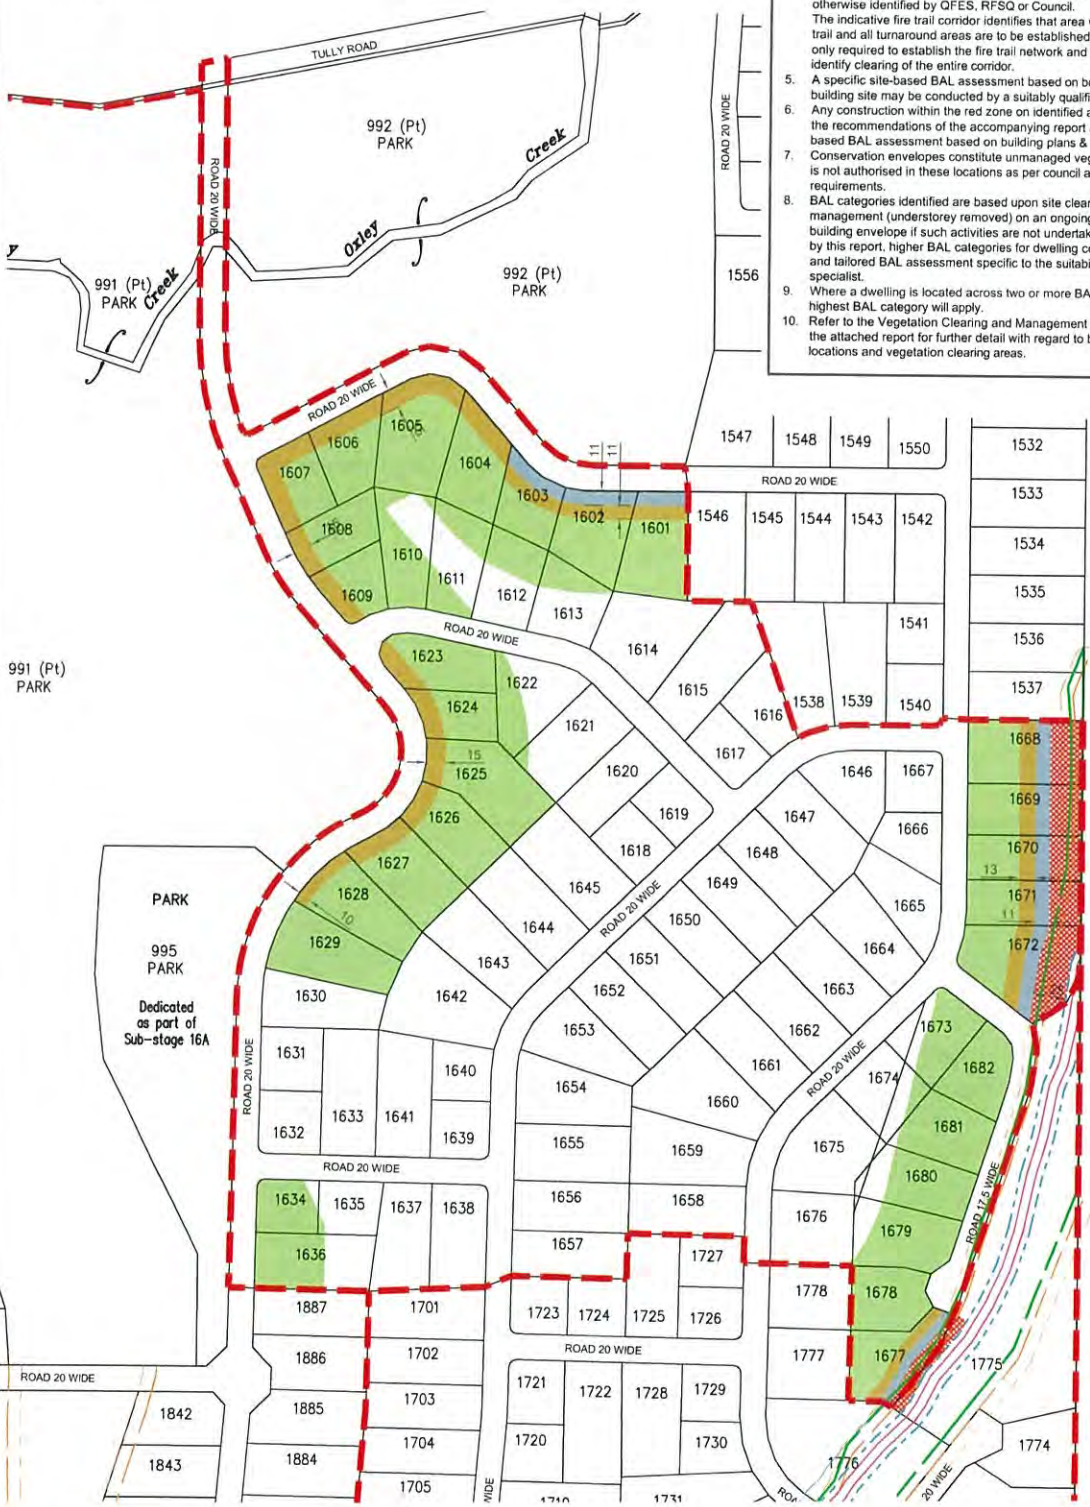 otherwise identified by QFES, RFSQ or Council.
The indicative fire trail corridor identifies that area
trail and all turnaround areas are to be established
only required to establish the fire trail network and
identify clearing of the entire corridor.
5. A specific site-based BAL assessment based on
building site may be conducted by a suitably
6. Any construction within the red zone on identified
the recommendations of the accompanying report
based BAL assessment based on building plans &
7. Conservation envelopes constitute unmanaged
is not authorised in these locations as per council
requirements.
8. BAL categories identified are based upon site
management (understorey removed) on an ongoing
building envelope if such activities are not
by this report, higher BAL categories for dwelling
and tailored BAL assessment specific to the
specialist.
9. Where a dwelling is located across two or more
highest BAL category will apply.
10. Refer to the Vegetation Clearing and Management
the attached report for further detail with regard to
locations and vegetation clearing areas.
TULLY ROAD
ROAD 20 WIDE
992 (Pt)
PARK
Creek
Oxley
ROAD 20 WIDE
y
991 (Pt)
PARK
Creek
992 (Pt)
PARK
1556
ROAD 20 WIDE
1605
1606
1607
1604
1603
1602
1601
11
11
1608
1609
1610
1611
1612
1613
1614
1615
1616
1617
1547
1548
1549
1550
ROAD 20 WIDE
1546
1545
1544
1543
1542
1541
1538
1539
1540
1532
1533
1534
1535
1536
1537
991 (Pt)
PARK
ROAD 20 WIDE
1623
1622
1624
1621
15
1625
1620
1626
1619
1618
1627
1628
10
1629
1645
1644
1643
1642
1630
1646
1667
1647
1666
1648
1649
1665
1650
1664
1651
1663
1652
1662
1653
1661
ROAD 20 WIDE
1668
1669
1670
13
1671
11
1672
PARK
995
PARK
Dedicated
as part of
Sub-stage 16A
ROAD 20 WIDE
1631
1640
1632
1633
1641
1639
ROAD 20 WIDE
1654
1660
1655
1659
1656
1658
1657
ROAD 20 WIDE
1673
1674
1682
1681
1675
1680
1676
1679
1678
1677
ROAD 17.5 WIDE
1634
1635
1637
1638
1636
1887
1701
1886
1702
1885
1703
1884
1704
1705
1723
1724
1725
1726
1727
1778
1777
1775
ROAD 20 WIDE
ROAD 20 WIDE
1842
1843
1721
1722
1728
1729
1720
1730
WIDE
1776
1774
20 WIDE